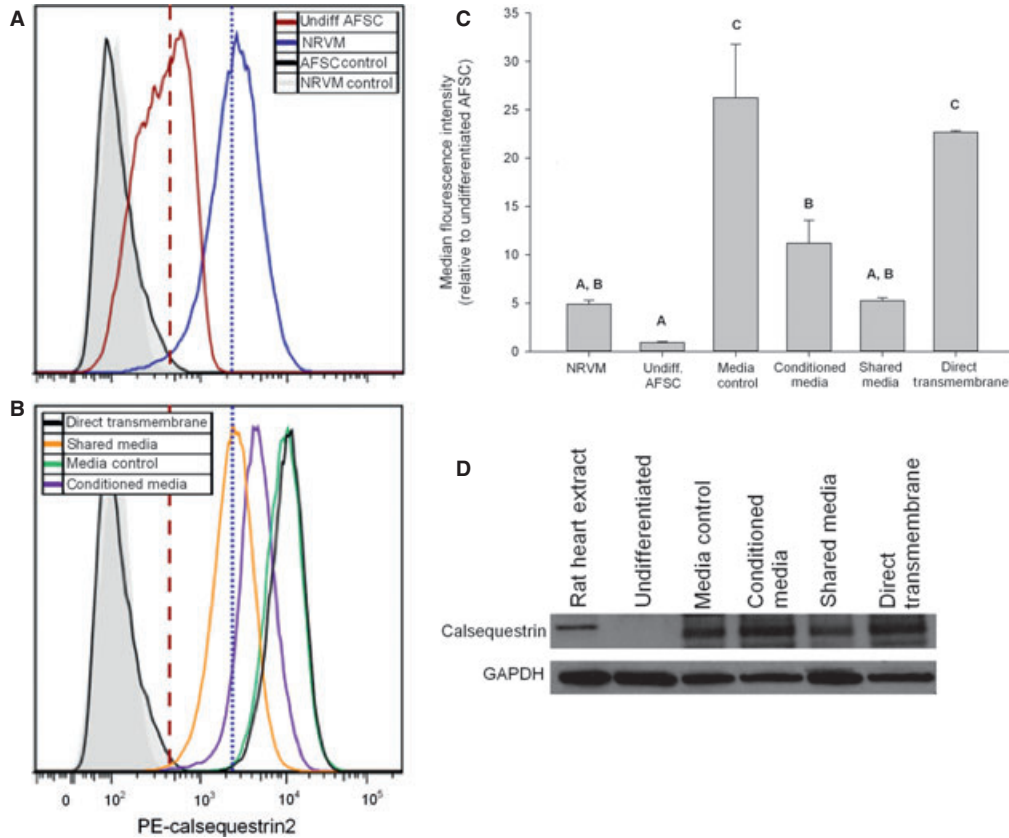 A
Undiff AFSC
NRVM
AFSC control
NRVM control
B
Direct transmembrane
Shared media
Media control
Conditioned media
0
10²
10³
10⁴
10⁵
PE-calsequestrin2
C
Median flourescence intensity
(relative to undifferentiated AFSC)
35
30
25
20
15
10
5
0
A, B
A
C
B
A, B
C
NRVM
Undiff.
AFSC
Media
control
Conditioned
media
Shared
media
Direct
transmembrane
D
Rat heart extract
Undifferentiated
Media control
Conditioned
media
Shared media
Direct
transmembrane
Calsequestrin
GAPDH